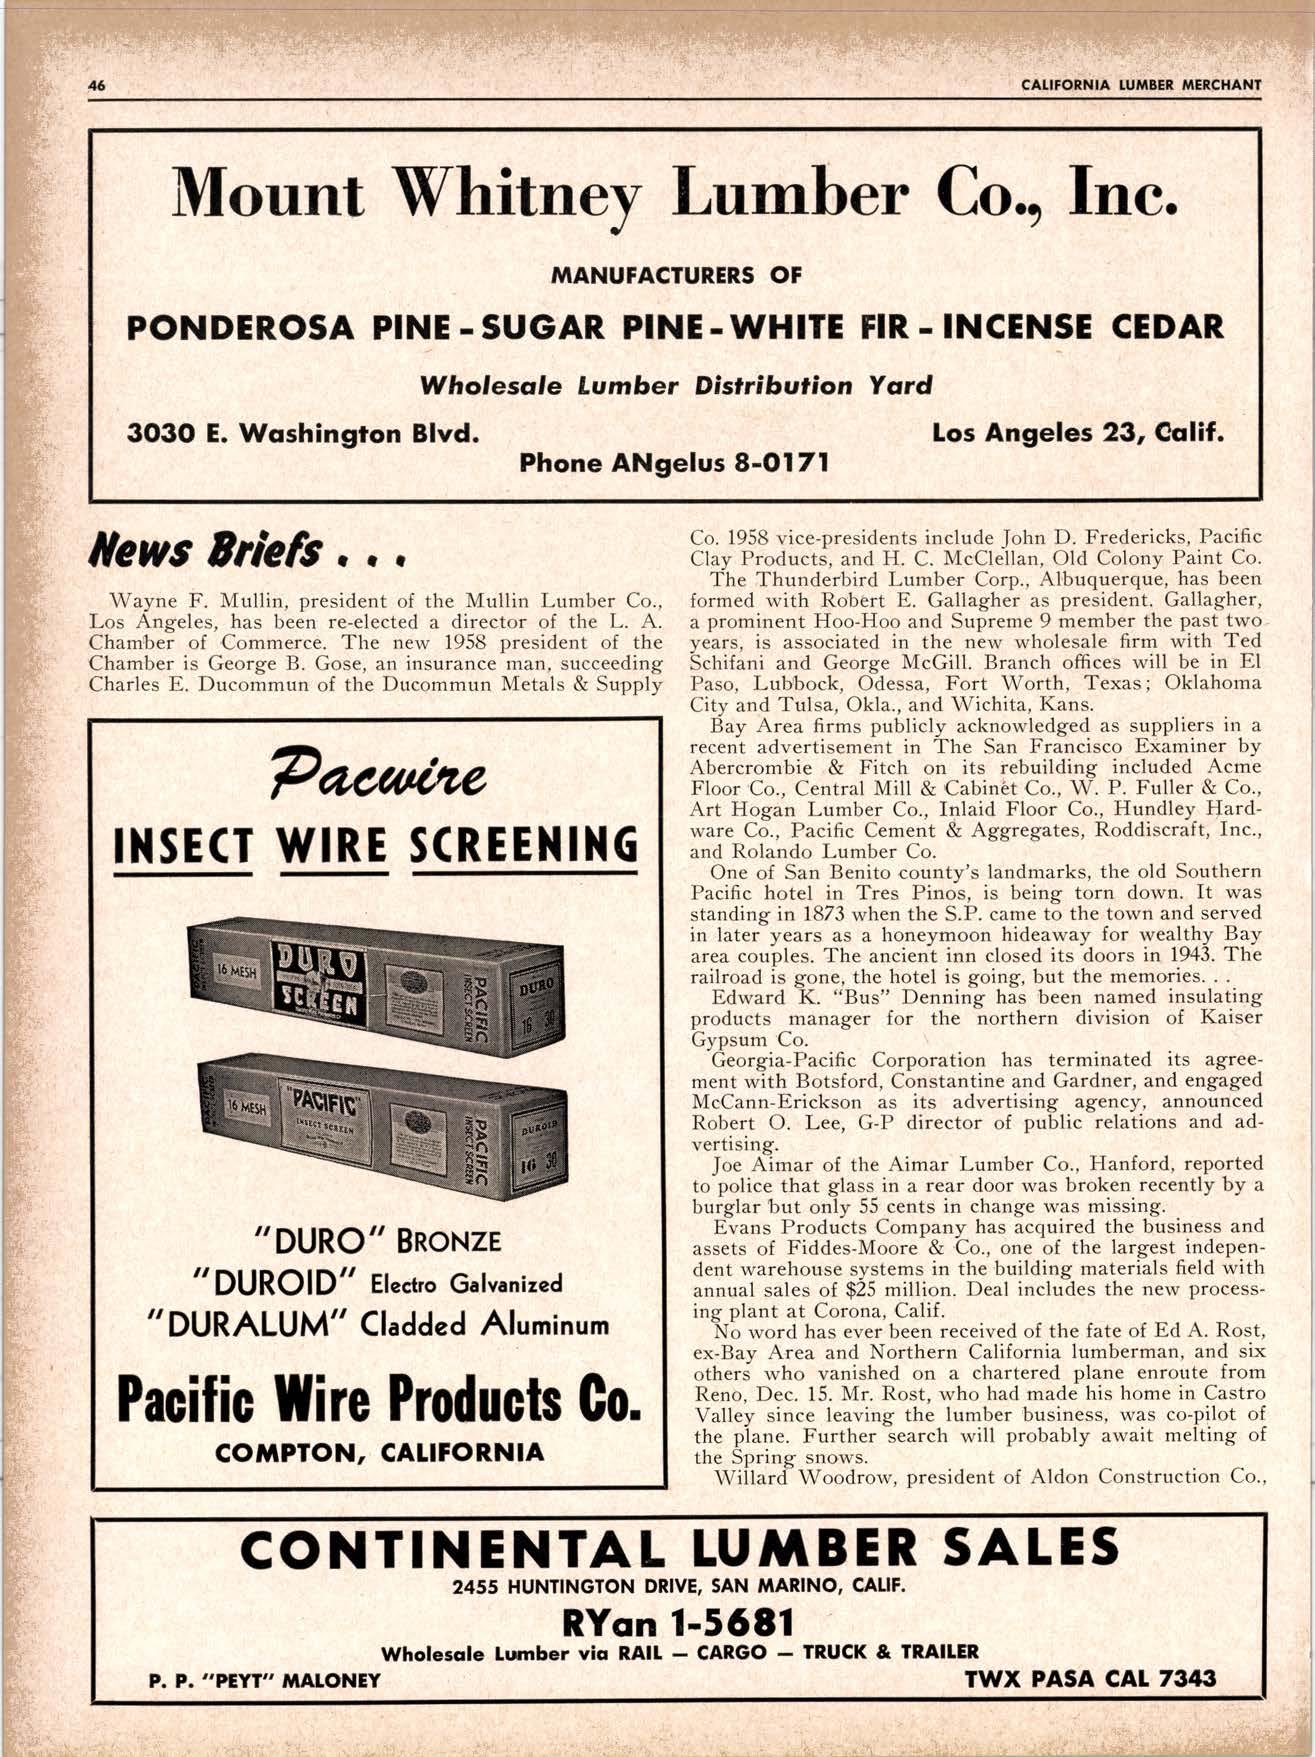 46
CALIFORNIA LUMBER MERCHANT
Mount Whitney Lumber Co., Inc.
MANUFACTURERS OF
PONDEROSA PINE - SUGAR PINE - WHITE FIR - INCENSE CEDAR
Wholesale Lumber Distribution Yard
3030 E. Washington Blvd.
Los Angeles 23, Calif.
Phone ANgelus 8-0171
News Briefs . . .
Wayne F. Mullin, president of the Mullin Lumber Co.,
Los Angeles, has been re-elected a director of the L. A.
Chamber of Commerce. The new 1958 president of the
Chamber is George B. Gose, an insurance man, succeeding
Charles E. Ducommun of the Ducommun Metals & Supply
Co. 1958 vice-presidents include John D. Fredericks, Pacific
Clay Products, and H. C. McClellan, Old Colony Paint Co.
The Thunderbird Lumber Corp., Albuquerque, has been
formed with Robert E. Gallagher as president. Gallagher,
a prominent Hoo-Hoo and Supreme 9 member the past two
years, is associated in the new wholesale firm with Ted
Schifani and George McGill. Branch offices will be in El
Paso, Lubbock, Odessa, Fort Worth, Texas; Oklahoma
City and Tulsa, Okla., and Wichita, Kans.
Bay Area firms publicly acknowledged as suppliers in a
recent advertisement in The San Francisco Examiner by
Abercrombie & Fitch on its rebuilding included Acme
Floor Co., Central Mill & Cabinet Co., W. P. Fuller & Co.,
Art Hogan Lumber Co., Inlaid Floor Co., Hundley Hard-
ware Co., Pacific Cement & Aggregates, Roddiscraft, Inc.,
and Rolando Lumber Co.
One of San Benito county's landmarks, the old Southern
Pacific hotel in Tres Pinos, is being torn down. It was
standing in 1873 when the S.P. came to the town and served
in later years as a honeymoon hideaway for wealthy Bay
area couples. The ancient inn closed its doors in 1943. The
railroad is gone, the hotel is going, but the memories. . .
Edward K. "Bus" Denning has been named insulating
products manager for the northern division of Kaiser
Gypsum Co.
Georgia-Pacific Corporation has terminated its agree-
ment with Botsford, Constantine and Gardner, and engaged
McCann-Erickson as its advertising agency, announced
Robert O. Lee, G-P director of public relations and ad-
vertising.
Joe Aimar of the Aimar Lumber Co., Hanford, reported
to police that glass in a rear door was broken recently by a
burglar but only 55 cents in change was missing.
Evans Products Company has acquired the business and
assets of Fiddes-Moore & Co., one of the largest indepen-
dent warehouse systems in the building materials field with
annual sales of $25 million. Deal includes the new process-
ing plant at Corona, Calif.
No word has ever been received of the fate of Ed A. Rost,
ex-Bay Area and Northern California lumberman, and six
others who vanished on a chartered plane enroute from
Reno, Dec. 15. Mr. Rost, who had made his home in Castro
Valley since leaving the lumber business, was co-pilot of
the plane. Further search will probably await melting of
the Spring snows.
Willard Woodrow, president of Aldon Construction Co.,
Pacwire
INSECT WIRE SCREENING
16 MESH
DURO
SCREEN
PACIFIC
INSECT SCREEN
DURO
16 30
16 MESH
"PACIFIC"
INSECT SCREEN
PACIFIC
INSECT SCREEN
DUROID
16 30
"DURO" BRONZE
"DUROID" Electro Galvanized
"DURALUM" Cladded Aluminum
Pacific Wire Products Co.
COMPTON, CALIFORNIA
CONTINENTAL LUMBER SALES
2455 HUNTINGTON DRIVE, SAN MARINO, CALIF.
RYan 1-5681
Wholesale Lumber via RAIL — CARGO — TRUCK & TRAILER
P. P. "PEYT" MALONEY
TWX PASA CAL 7343